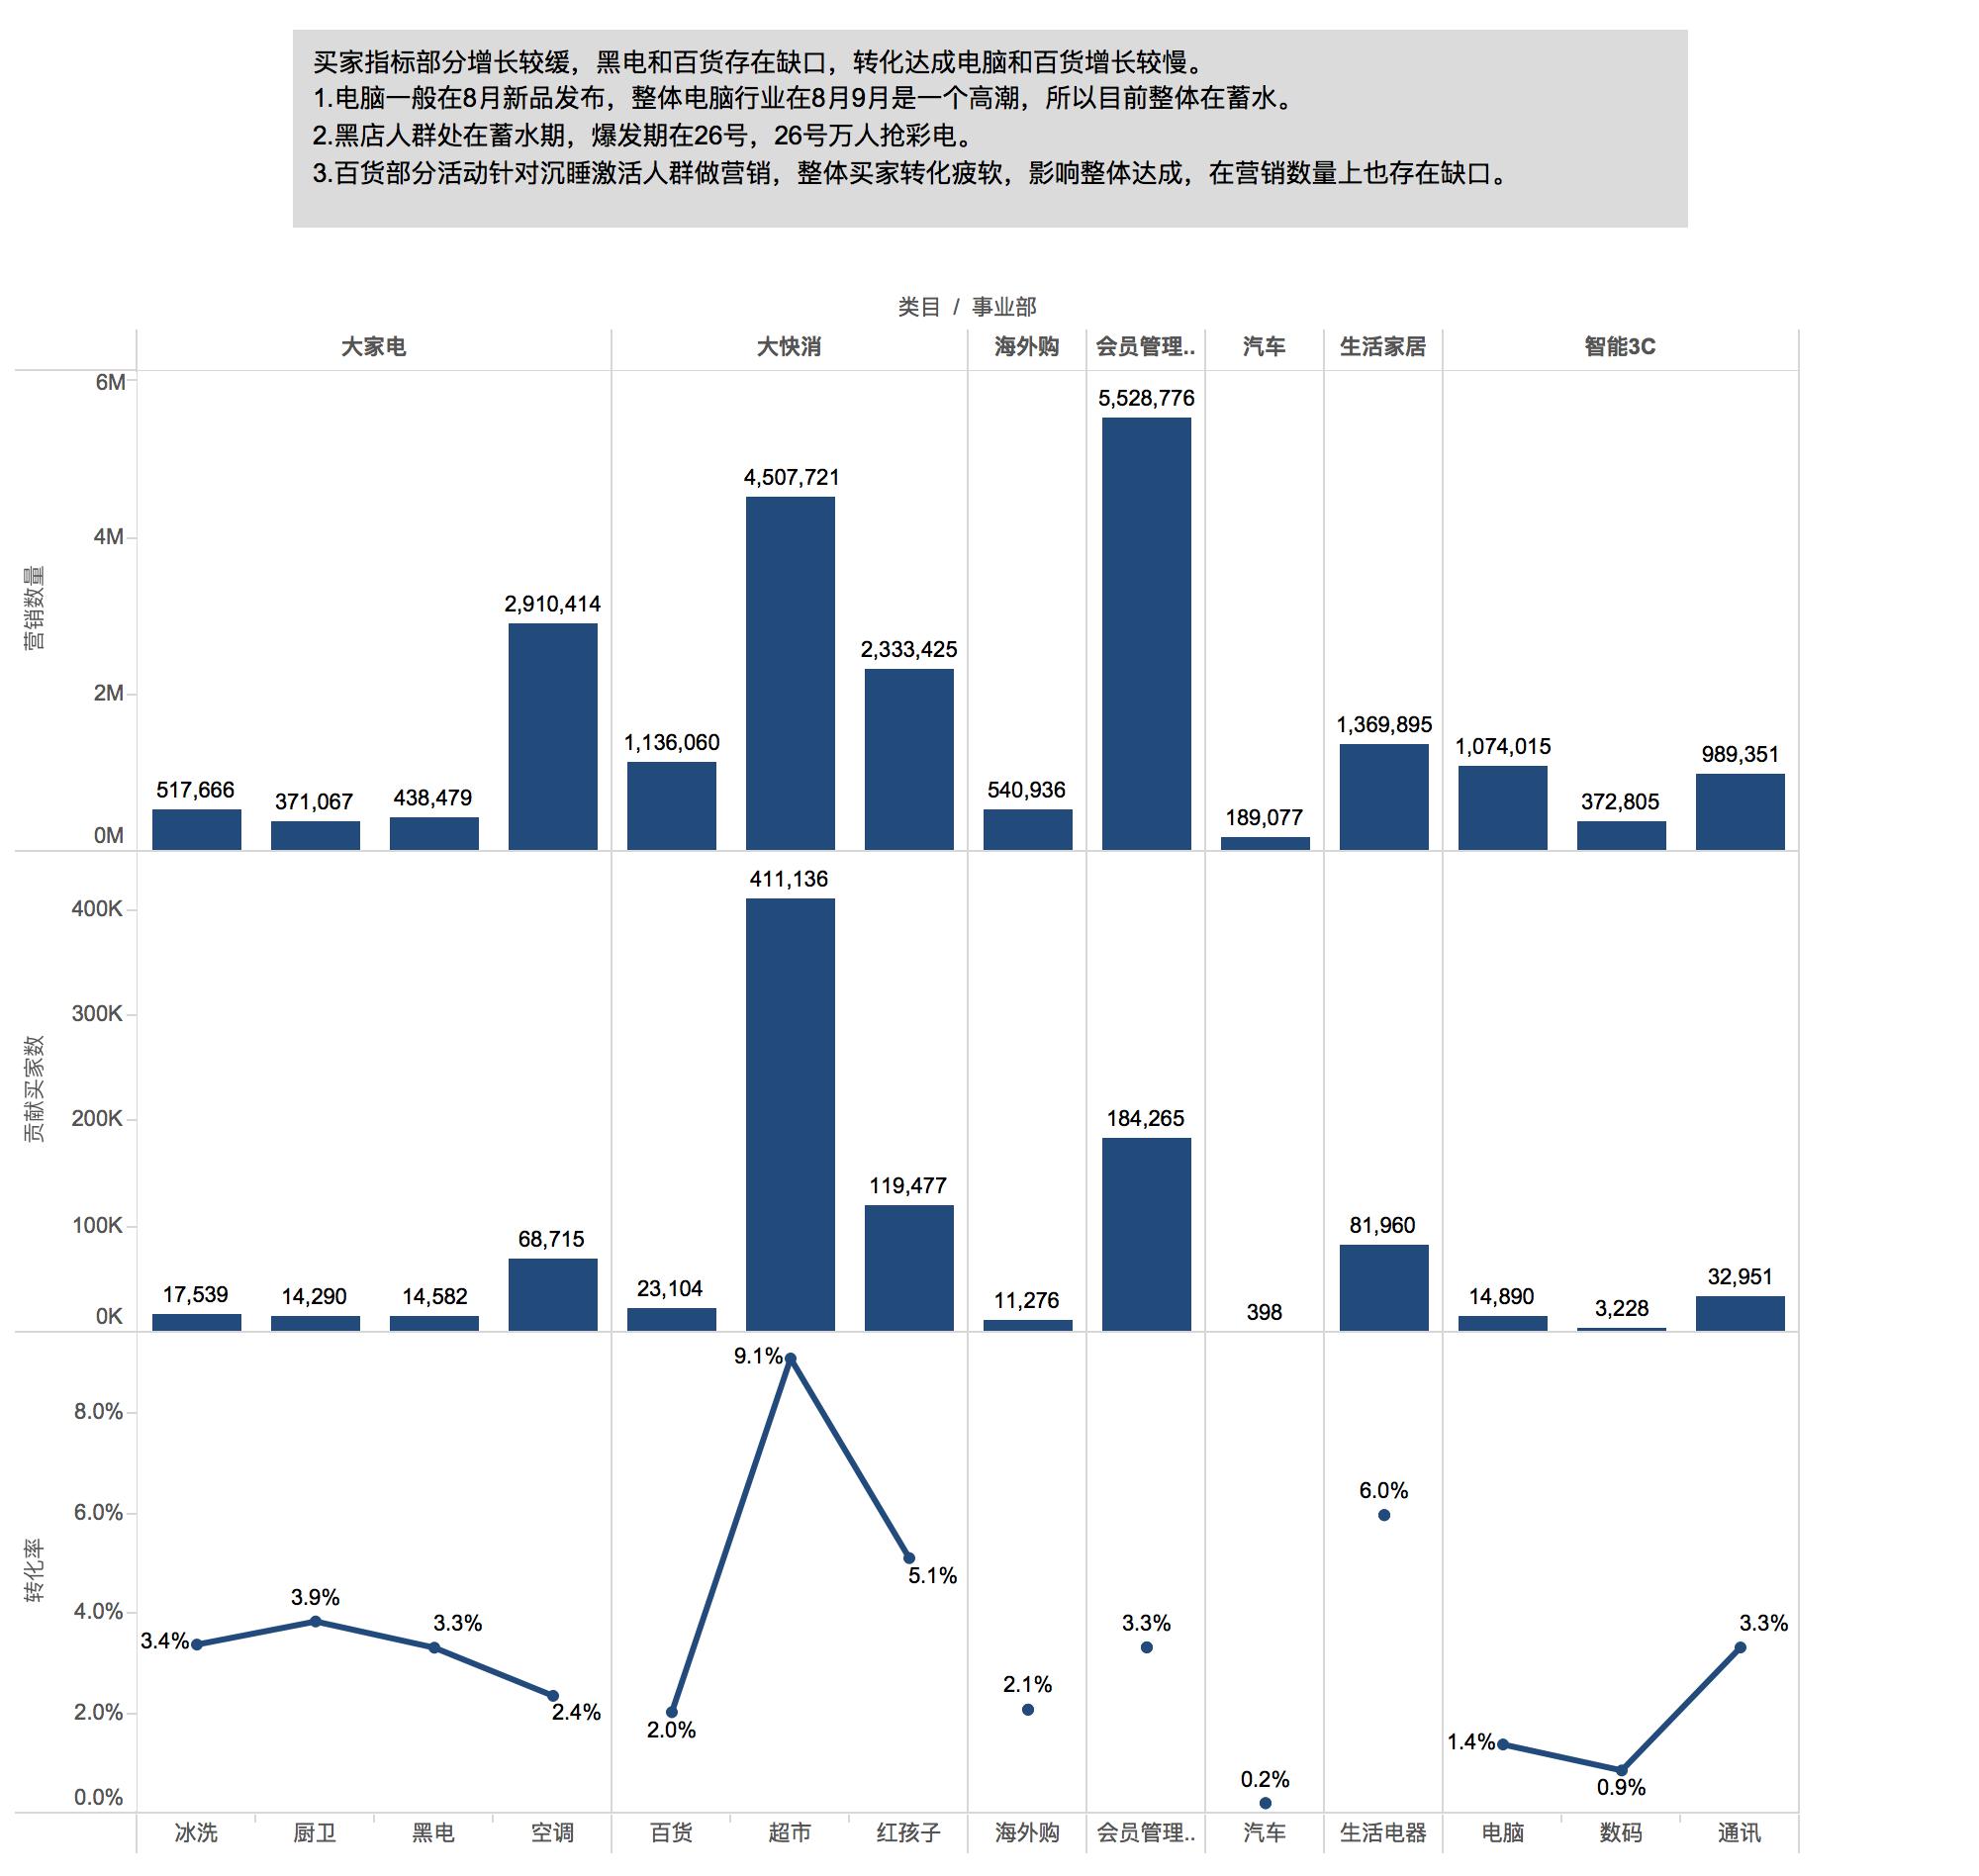 买家指标部分增长较缓，黑电和百货存在缺口，转化达成电脑和百货增长较慢。
1.电脑一般在8月新品发布，整体电脑行业在8月9月是一个高潮，所以目前整体在蓄水。
2.黑店人群处在蓄水期，爆发期在26号，26号万人抢彩电。
3.百货部分活动针对沉睡激活人群做营销，整体买家转化疲软，影响整体达成，在营销数量上也存在缺口。
类目 / 事业部
大家电 大快消 海外购 会员管理.. 汽车 生活家居 智能3C
营销数量
6M
4M
2M
0M
517,666 371,067 438,479 2,910,414 1,136,060 4,507,721 2,333,425 540,936 5,528,776 189,077 1,369,895 1,074,015 372,805 989,351
贡献买家数
400K
300K
200K
100K
0K
17,539 14,290 14,582 68,715 23,104 411,136 119,477 11,276 184,265 398 81,960 14,890 3,228 32,951
转化率
8.0%
6.0%
4.0%
2.0%
0.0%
3.4% 3.9% 3.3% 2.4% 2.0% 9.1% 5.1% 2.1% 3.3% 0.2% 6.0% 1.4% 0.9% 3.3%
冰洗 厨卫 黑电 空调 百货 超市 红孩子 海外购 会员管理.. 汽车 生活电器 电脑 数码 通讯